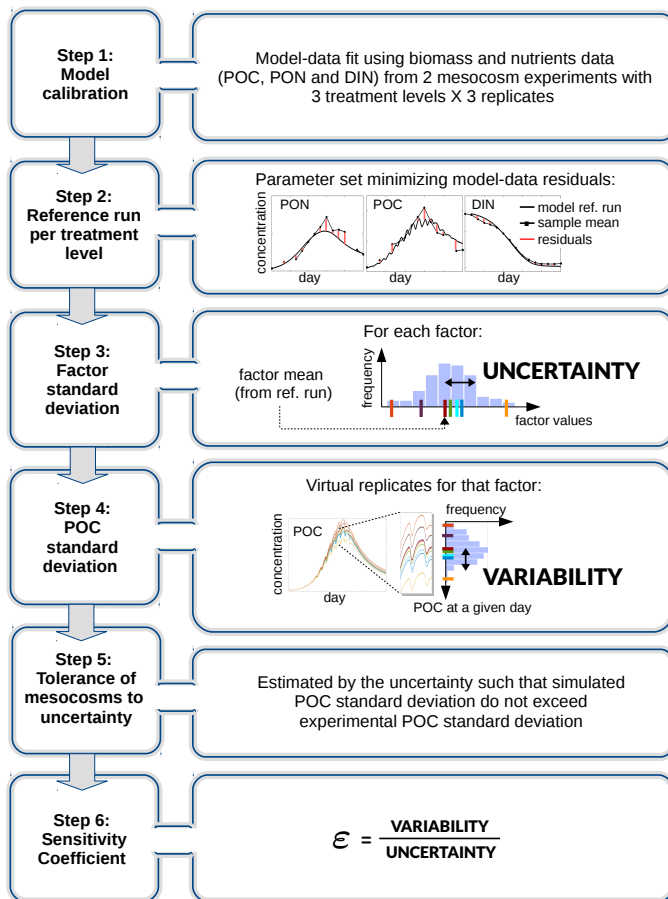 Step 1:
Model
calibration
Model-data fit using biomass and nutrients data
(POC, PON and DIN) from 2 mesocosm experiments with
3 treatment levels X 3 replicates
Step 2:
Reference run
per treatment
level
Parameter set minimizing model-data residuals:
concentration
PON
POC
DIN
model ref. run
sample mean
residuals
day
day
Step 3:
Factor
standard
deviation
For each factor:
factor mean
(from ref. run)
frequency
UNCERTAINTY
factor values
Step 4:
POC
standard
deviation
Virtual replicates for that factor:
concentration
POC
day
frequency
VARIABILITY
POC at a given day
Step 5:
Tolerance of
mesocosms to
uncertainty
Estimated by the uncertainty such that simulated
POC standard deviation do not exceed
experimental POC standard deviation
Step 6:
Sensitivity
Coefficient
ε = VARIABILITY
UNCERTAINTY